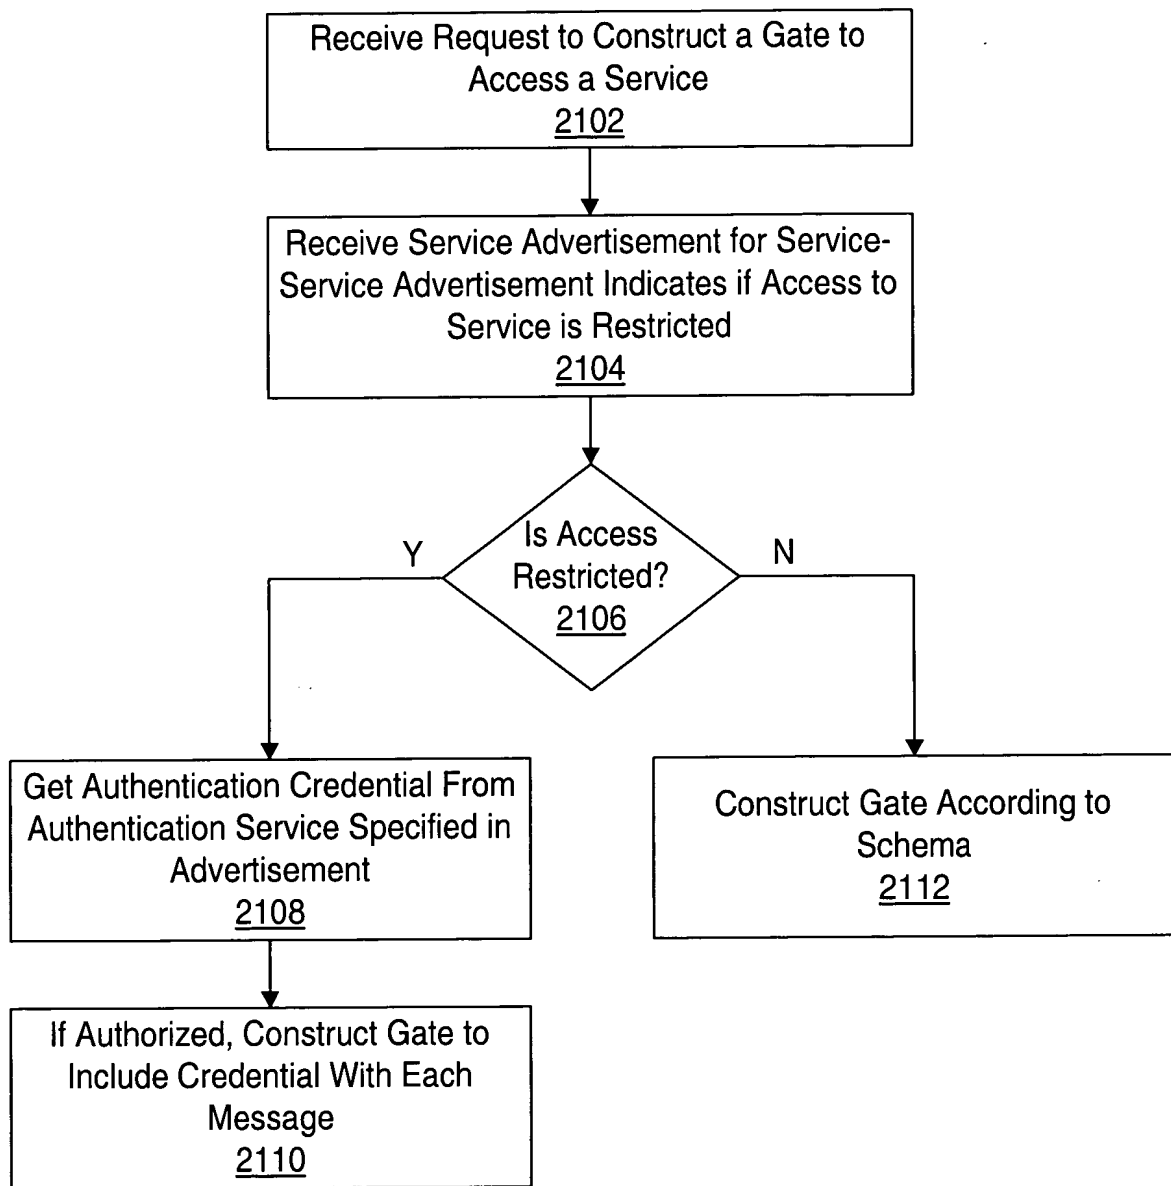 Receive Request to Construct a Gate to
Access a Service
2102
Receive Service Advertisement for Service-
Service Advertisement Indicates if Access to
Service is Restricted
2104
Is Access
Restricted?
2106
Y
N
Get Authentication Credential From
Authentication Service Specified in
Advertisement
2108
Construct Gate According to
Schema
2112
If Authorized, Construct Gate to
Include Credential With Each
Message
2110